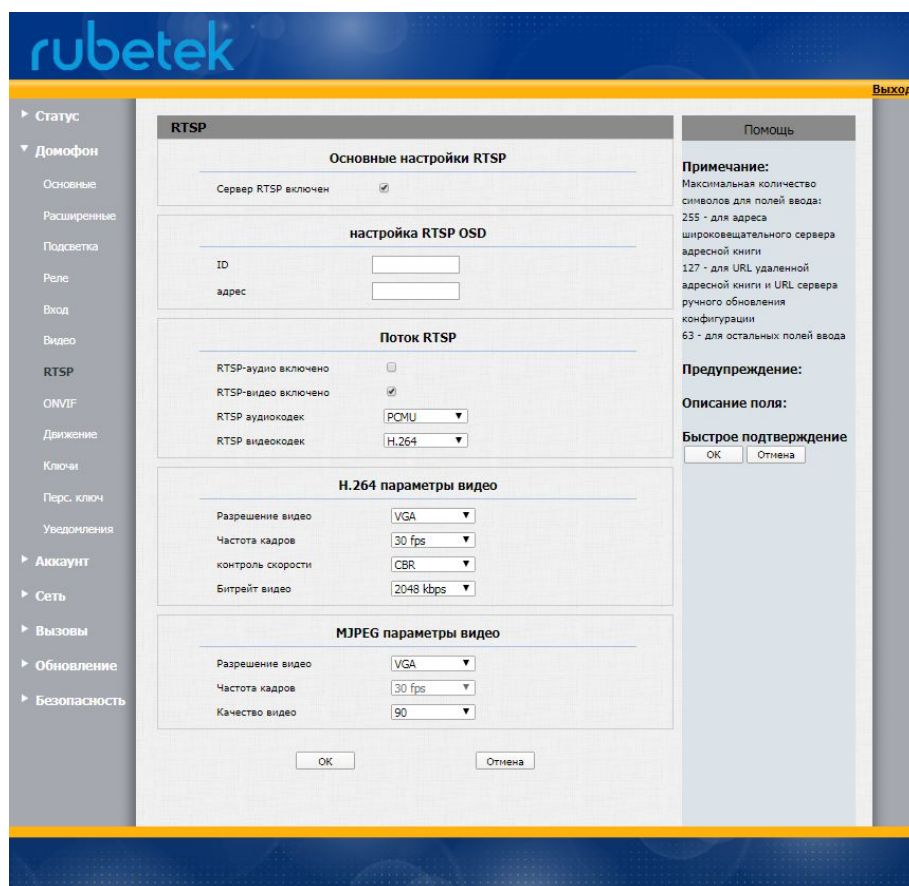 rubetek
Выход
Статус
Домофон
Основные
Расширенные
Подсветка
Реле
Вход
Видео
RTSP
ONVIF
Движение
Ключи
Перс. ключ
Уведомления
Аккаунт
Сеть
Вызовы
Обновление
Безопасность
RTSP
Основные настройки RTSP
Сервер RTSP включен
настройка RTSP OSD
ID
адрес
Поток RTSP
RTSP-аудио включено
RTSP-видео включено
RTSP аудиокодек PCMU
RTSP видеокодек H.264
H.264 параметры видео
Разрешение видео VGA
Частота кадров 30 fps
контроль скорости CBR
Битрейт видео 2048 kbps
MJPEG параметры видео
Разрешение видео VGA
Частота кадров 30 fps
Качество видео 90
OK Отмена
Помощь
Примечание:
Максимальная количество
символов для полей ввода:
255 - для адреса
широковещательного сервера
адресной книги
127 - для URL удаленной
адресной книги и URL сервера
ручного обновления
конфигурации
63 - для остальных полей ввода
Предупреждение:
Описание поля:
Быстрое подтверждение
OK Отмена